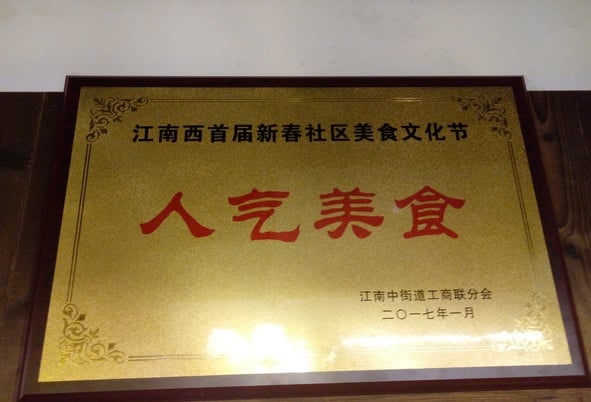 江南西首届新春社区美食文化节
人气美食
江南中街道工商联分会
二〇一七年一月